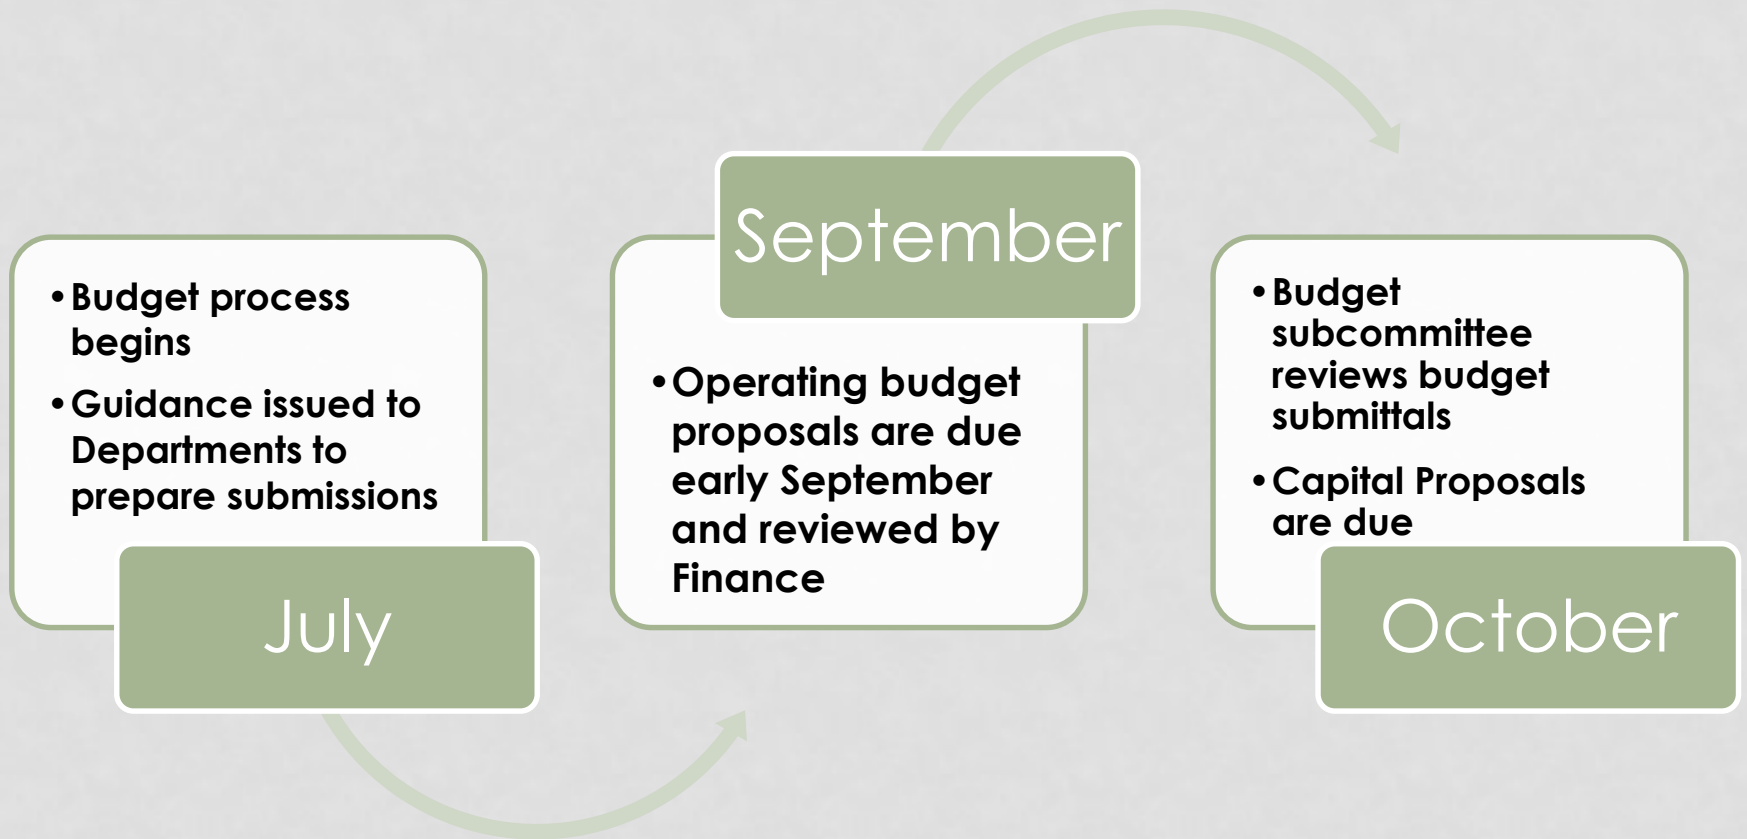 • Budget process
begins
• Guidance issued to
Departments to
prepare submissions
July
September
• Operating budget
proposals are due
early September
and reviewed by
Finance
• Budget
subcommittee
reviews budget
submittals
• Capital Proposals
are due
October